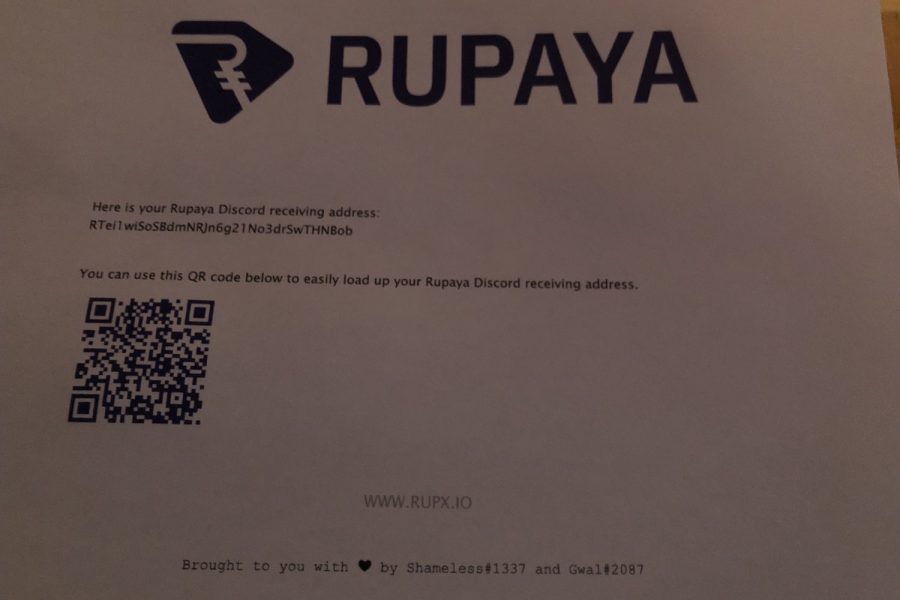 RUPAYA
Here is your Rupaya Discord receiving address:
RTei1wiSoSBdmNRJn6g21No3drSwTHNBob
You can use this QR code below to easily load up your Rupaya Discord receiving address.
WWW.RUPX.IO
Brought to you with ♥ by Shameless#1337 and Gwal#2087